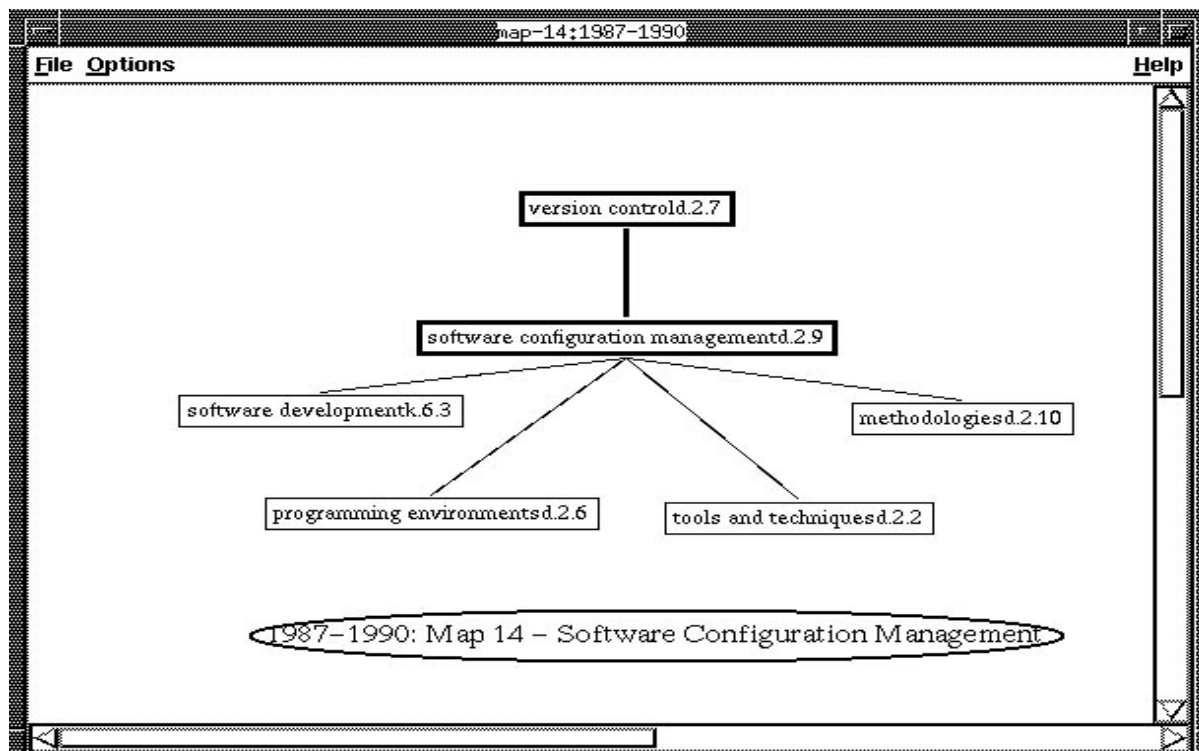 map-14:1987-1990
File Options Help
version controld.2.7
software configuration managementd.2.9
software developmentk.6.3
methodologiesd.2.10
programming environmentsd.2.6
tools and techniquesd.2.2
1987-1990: Map 14 - Software Configuration Management